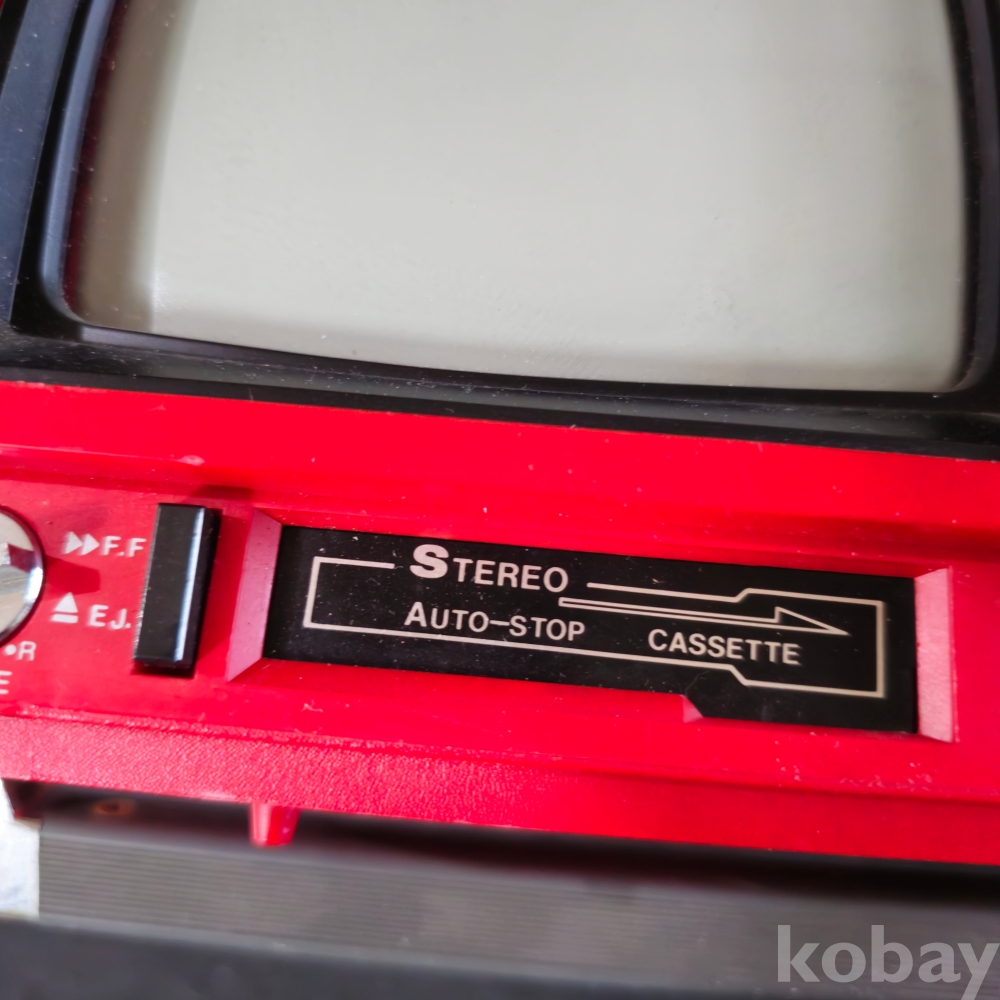 ▶▶F.F
▲ EJ.
•R
E
STEREO
AUTO-STOP
CASSETTE
kobay